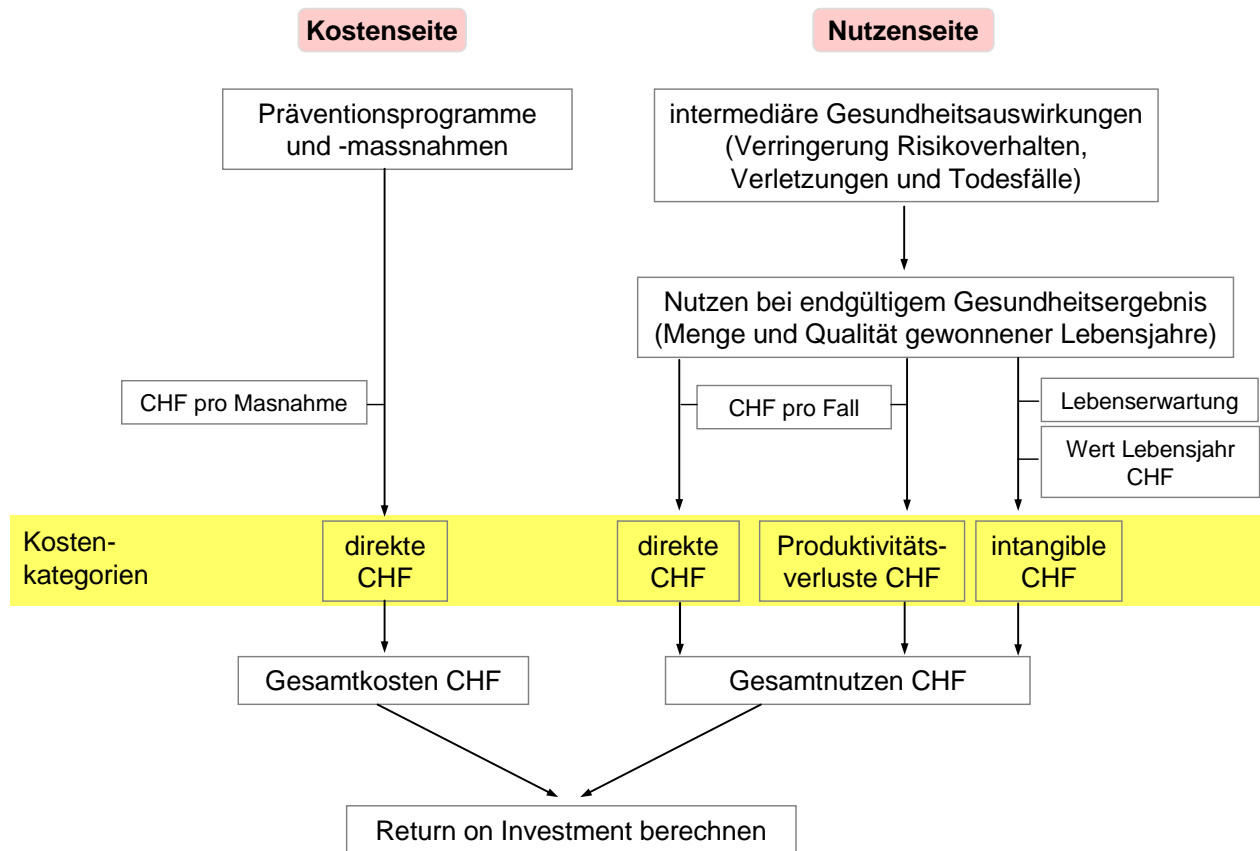 Kostenseite
Nutzenseite
Präventionsprogramme
und -massnahmen
intermediäre Gesundheitsauswirkungen
(Verringerung Risikoverhalten,
Verletzungen und Todesfälle)
Nutzen bei endgültigem Gesundheitsergebnis
(Menge und Qualität gewonnener Lebensjahre)
CHF pro Masnahme
CHF pro Fall
Lebenserwartung
Wert Lebensjahr
CHF
Kosten-
kategorien
direkte
CHF
direkte
CHF
Produktivitäts-
verluste CHF
intangible
CHF
Gesamtkosten CHF
Gesamtnutzen CHF
Return on Investment berechnen